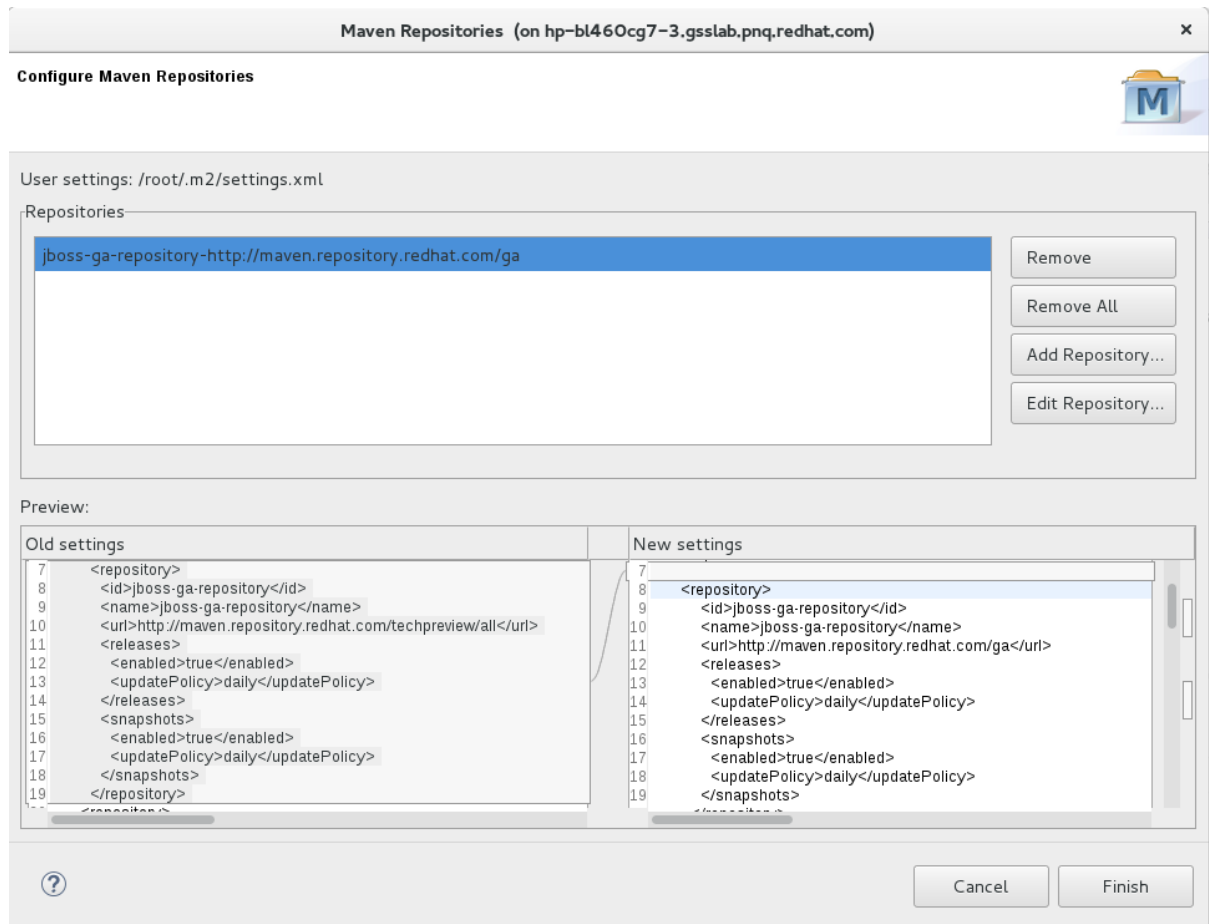 Maven Repositories (on hp-bl460cg7-3.gsslab.pnq.redhat.com)
×
Configure Maven Repositories
M
User settings: /root/.m2/settings.xml
Repositories
jboss-ga-repository-http://maven.repository.redhat.com/ga
Remove
Remove All
Add Repository...
Edit Repository...
Preview:
Old settings
7 <repository>
8 <id>jboss-ga-repository</id>
9 <name>jboss-ga-repository</name>
10 <url>http://maven.repository.redhat.com/techpreview/all</url>
11 <releases>
12 <enabled>true</enabled>
13 <updatePolicy>daily</updatePolicy>
14 </releases>
15 <snapshots>
16 <enabled>true</enabled>
17 <updatePolicy>daily</updatePolicy>
18 </snapshots>
19 </repository>
New settings
7
8 <repository>
9 <id>jboss-ga-repository</id>
10 <name>jboss-ga-repository</name>
11 <url>http://maven.repository.redhat.com/ga</url>
12 <releases>
13 <enabled>true</enabled>
14 <updatePolicy>daily</updatePolicy>
15 </releases>
16 <snapshots>
17 <enabled>true</enabled>
18 <updatePolicy>daily</updatePolicy>
19 </snapshots>
?
Cancel
Finish